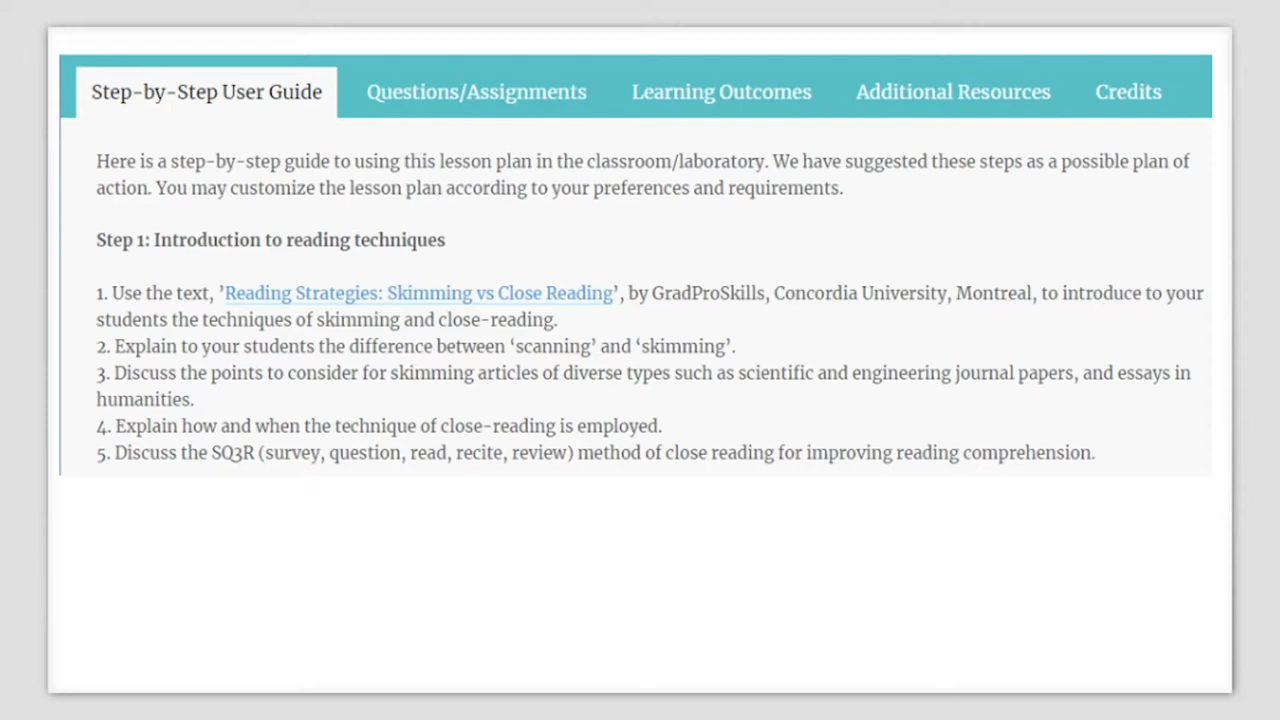 Step-by-Step User Guide Questions/Assignments Learning Outcomes Additional Resources Credits
Here is a step-by-step guide to using this lesson plan in the classroom/laboratory. We have suggested these steps as a possible plan of
action. You may customize the lesson plan according to your preferences and requirements.
Step 1: Introduction to reading techniques
1. Use the text, ’Reading Strategies: Skimming vs Close Reading’, by GradProSkills, Concordia University, Montreal, to introduce to your
students the techniques of skimming and close-reading.
2. Explain to your students the difference between ‘scanning’ and ‘skimming’.
3. Discuss the points to consider for skimming articles of diverse types such as scientific and engineering journal papers, and essays in
humanities.
4. Explain how and when the technique of close-reading is employed.
5. Discuss the SQ3R (survey, question, read, recite, review) method of close reading for improving reading comprehension.